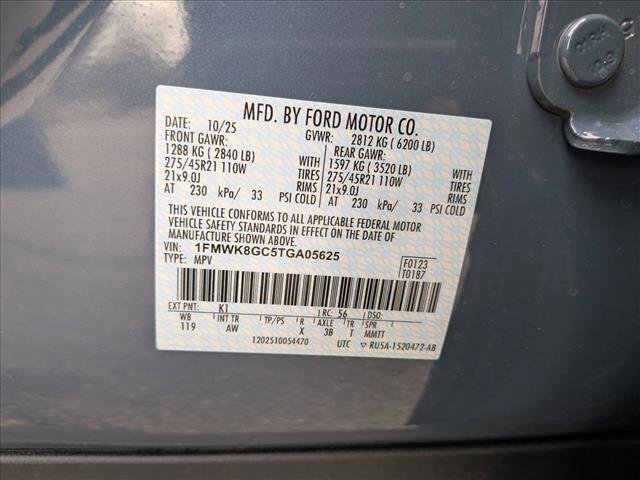 MFD. BY FORD MOTOR CO.
DATE: 10/25 GVWR: 2812 KG ( 6200 LB)
FRONT GAWR: REAR GAWR:
1288 KG ( 2840 LB) WITH 1597 KG ( 3520 LB) WITH
275/45R21 110W TIRES 275/45R21 110W TIRES
21x9.0J RIMS 21x9.0J RIMS
AT 230 kPa/ 33 PSI COLD AT 230 kPa/ 33 PSI COLD
THIS VEHICLE CONFORMS TO ALL APPLICABLE FEDERAL MOTOR
VEHICLE SAFETY STANDARDS IN EFFECT ON THE DATE OF
MANUFACTURE SHOWN ABOVE.
VIN: 1FMWK8GC5TGA05625
TYPE: MPV
F0123
T0187
EXT PNT: K1 RC: 56 DSO:
WB INT TR TP/PS R AXLE TR SPR
119 AW X 3B T MMTT
1202510054470 UTC ▽ RU5A-1520472-AB